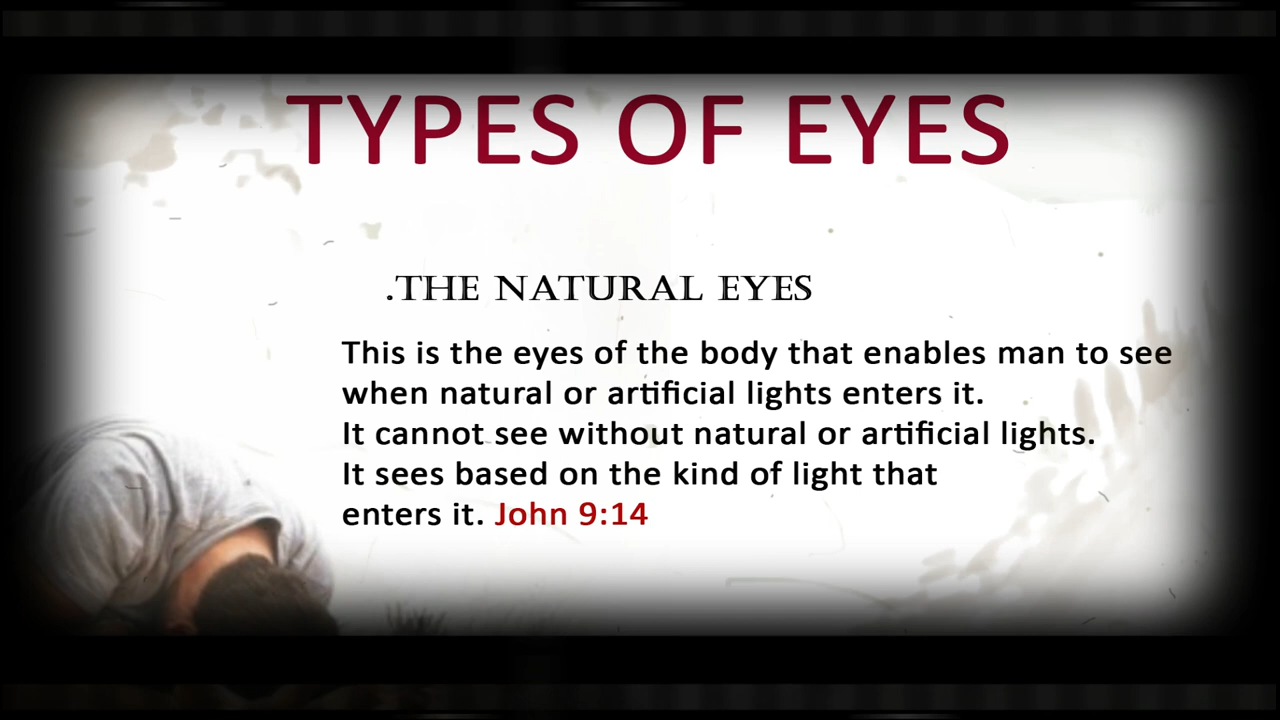 TYPES OF EYES
.THE NATURAL EYES
This is the eyes of the body that enables man to see
when natural or artificial lights enters it.
It cannot see without natural or artificial lights.
It sees based on the kind of light that
enters it. John 9:14